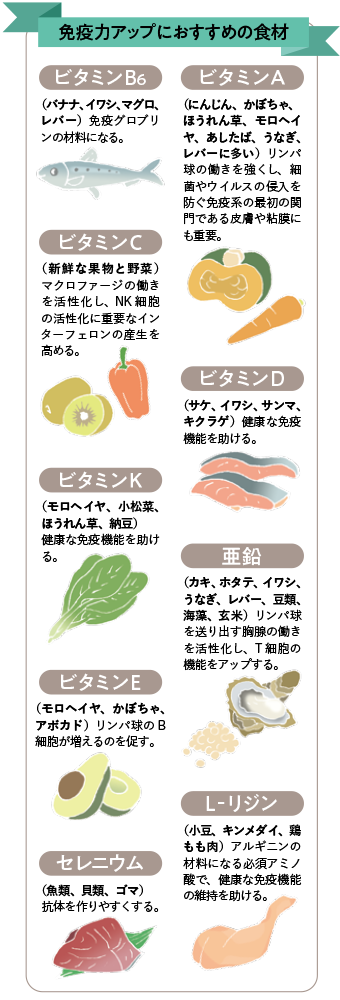 免疫力アップにおすすめの食材
ビタミンB6
（バナナ、イワシ、マグロ、
レバー）免疫グロブリ
ンの材料になる。
ビタミンC
（新鮮な果物と野菜）
マクロファージの働き
を活性化し、NK細胞
の活性化に重要なイン
ターフェロンの産生を
高める。
ビタミンK
（モロヘイヤ、小松菜、
ほうれん草、納豆）
健康な免疫機能を助け
る。
ビタミンE
（モロヘイヤ、かぼちゃ、
アボカド）リンパ球のB
細胞が増えるのを促す。
セレニウム
（魚類、貝類、ゴマ）
抗体を作りやすくする。
ビタミンA
（にんじん、かぼちゃ、
ほうれん草、モロヘイ
ヤ、あしたば、うなぎ、
レバーに多い）リンパ
球の働きを強くし、細
菌やウイルスの侵入を
防ぐ免疫系の最初の関
門である皮膚や粘膜に
も重要。
ビタミンD
（サケ、イワシ、サンマ、
キクラゲ）健康な免疫
機能を助ける。
亜鉛
（カキ、ホタテ、イワシ、
うなぎ、レバー、豆類、
海藻、玄米）リンパ球
を送り出す胸腺の働き
を活性化し、T細胞の
機能をアップする。
L-リジン
（小豆、キンメダイ、鶏
もも肉）アルギニンの
材料になる必須アミノ
酸で、健康な免疫機能
の維持を助ける。